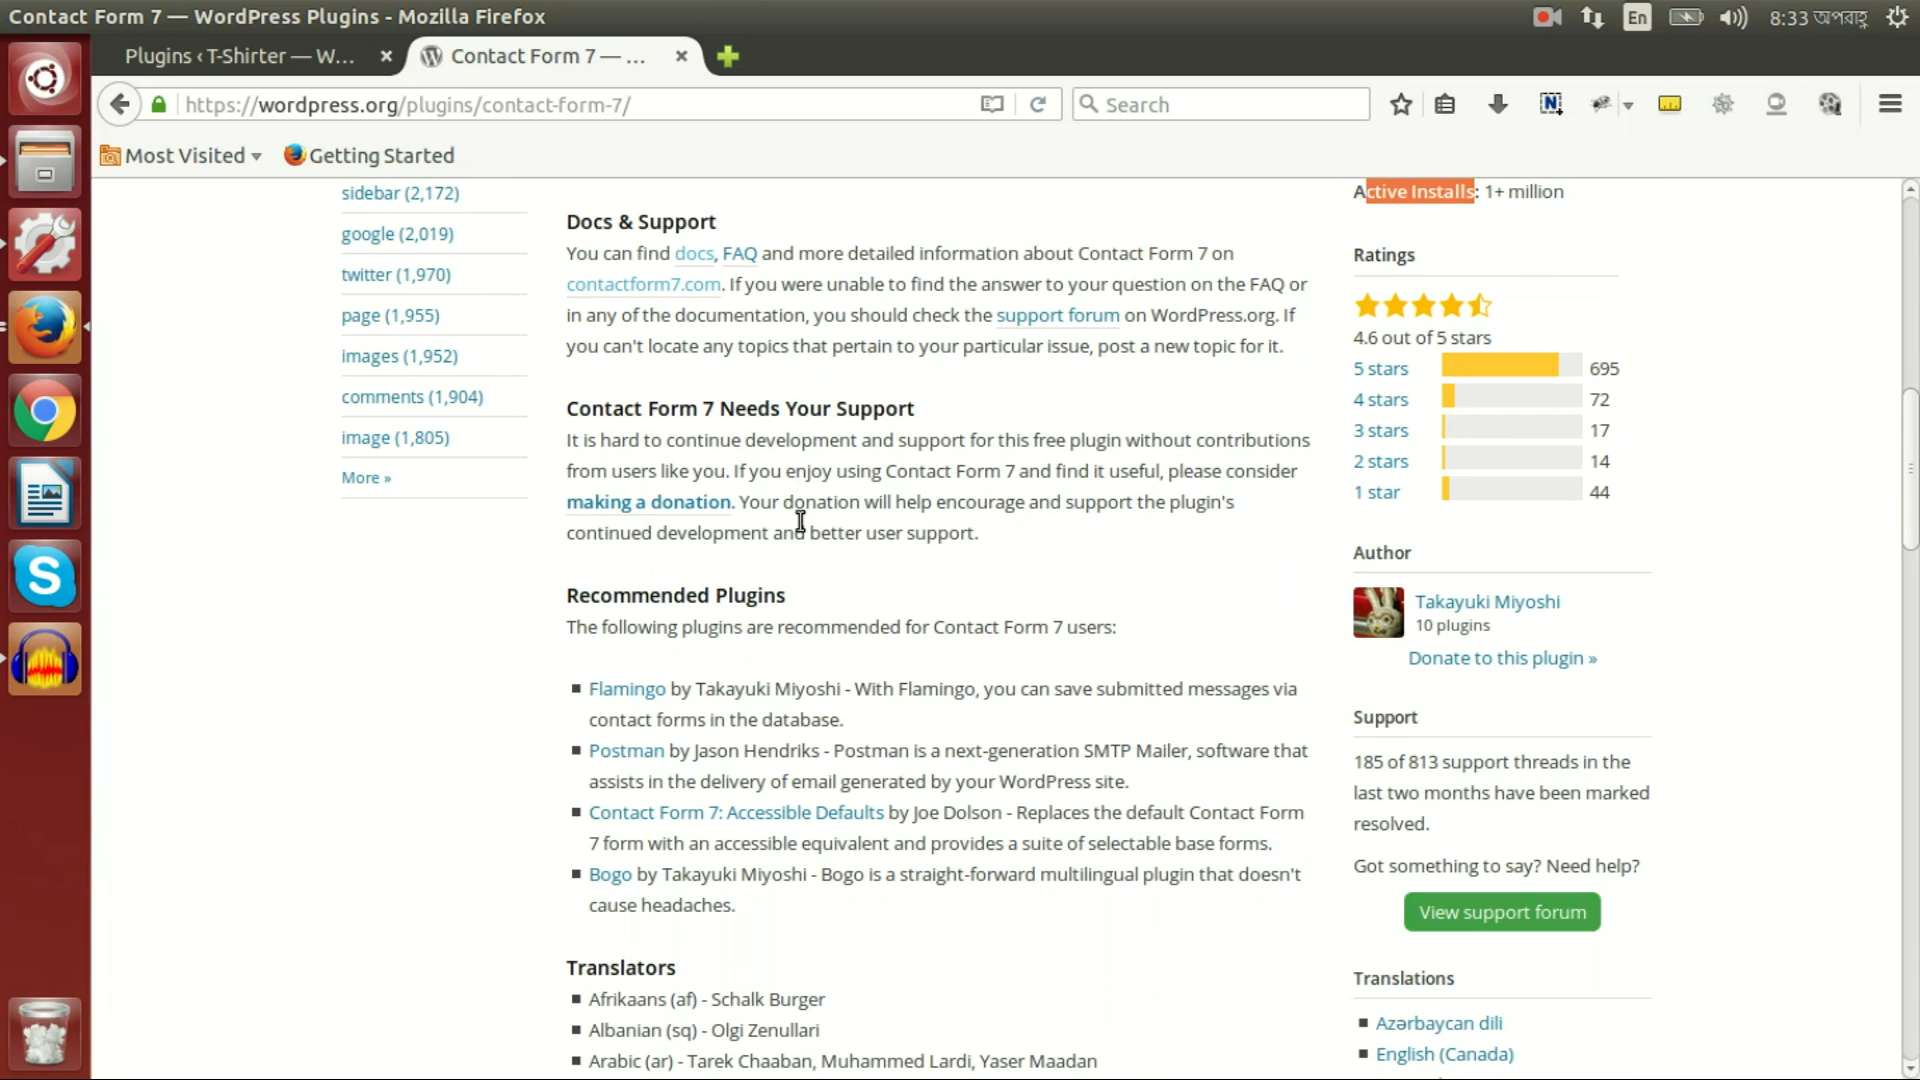 Contact Form 7 — WordPress Plugins - Mozilla Firefox
En
8:33 অপরাহ্ণ
Plugins ‹ T-Shirter — W...
Contact Form 7 — ...
https://wordpress.org/plugins/contact-form-7/
Search
Most Visited
Getting Started
sidebar (2,172)
google (2,019)
twitter (1,970)
page (1,955)
images (1,952)
comments (1,904)
image (1,805)
More »
Docs & Support
You can find docs, FAQ and more detailed information about Contact Form 7 on
contactform7.com. If you were unable to find the answer to your question on the FAQ or
in any of the documentation, you should check the support forum on WordPress.org. If
you can't locate any topics that pertain to your particular issue, post a new topic for it.
Contact Form 7 Needs Your Support
It is hard to continue development and support for this free plugin without contributions
from users like you. If you enjoy using Contact Form 7 and find it useful, please consider
making a donation. Your donation will help encourage and support the plugin's
continued development and better user support.
Recommended Plugins
The following plugins are recommended for Contact Form 7 users:
Flamingo by Takayuki Miyoshi - With Flamingo, you can save submitted messages via
contact forms in the database.
Postman by Jason Hendriks - Postman is a next-generation SMTP Mailer, software that
assists in the delivery of email generated by your WordPress site.
Contact Form 7: Accessible Defaults by Joe Dolson - Replaces the default Contact Form
7 form with an accessible equivalent and provides a suite of selectable base forms.
Bogo by Takayuki Miyoshi - Bogo is a straight-forward multilingual plugin that doesn't
cause headaches.
Translators
Afrikaans (af) - Schalk Burger
Albanian (sq) - Olgi Zenullari
Arabic (ar) - Tarek Chaaban, Muhammed Lardi, Yaser Maadan
Active Installs: 1+ million
Ratings
4.6 out of 5 stars
5 stars 695
4 stars 72
3 stars 17
2 stars 14
1 star 44
Author
Takayuki Miyoshi
10 plugins
Donate to this plugin »
Support
185 of 813 support threads in the
last two months have been marked
resolved.
Got something to say? Need help?
View support forum
Translations
Azərbaycan dili
English (Canada)